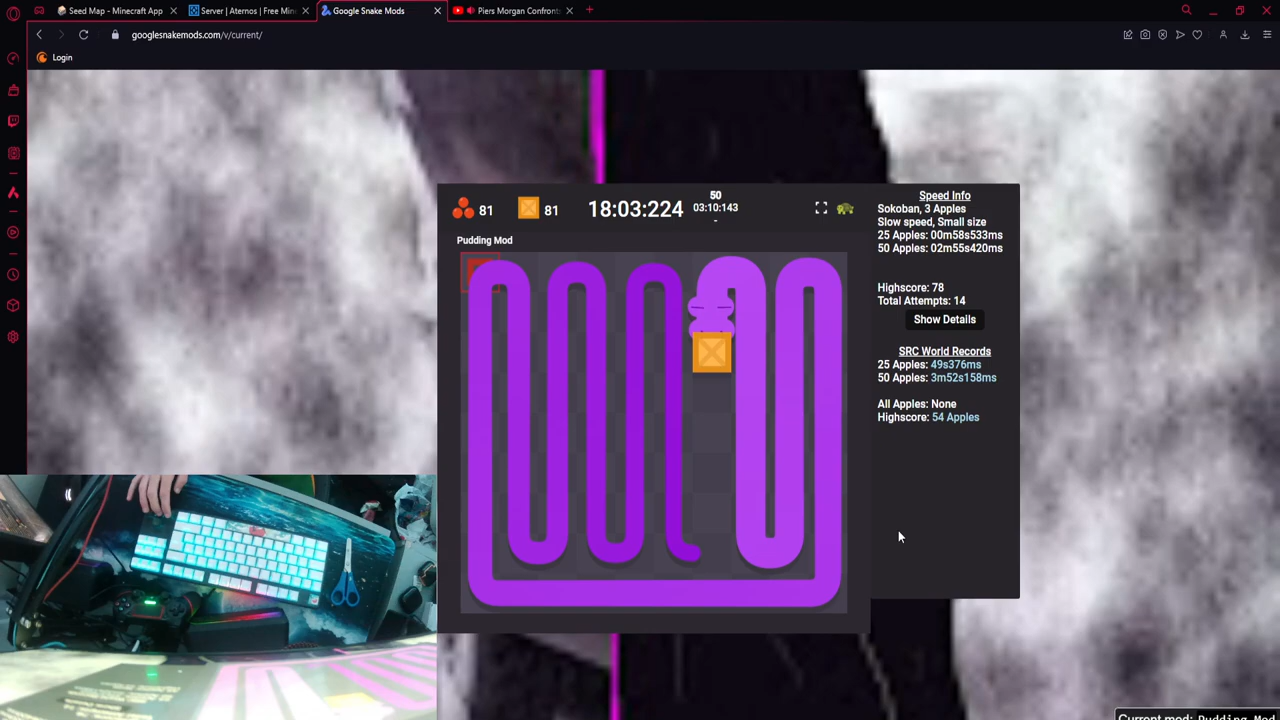 Seed Map - Minecraft App
Server | Aternos | Free Min
Google Snake Mods
Piers Morgan Confront
googlesnakemods.com/v/current/
Login
81
81
18:03:224
50
03:10:143
-
Pudding Mod
Speed Info
Sokoban, 3 Apples
Slow speed, Small size
25 Apples: 00m58s533ms
50 Apples: 02m55s420ms
Highscore: 78
Total Attempts: 14
Show Details
SRC World Records
25 Apples: 49s376ms
50 Apples: 3m52s158ms
All Apples: None
Highscore: 54 Apples
Current mod: Pudding Mod